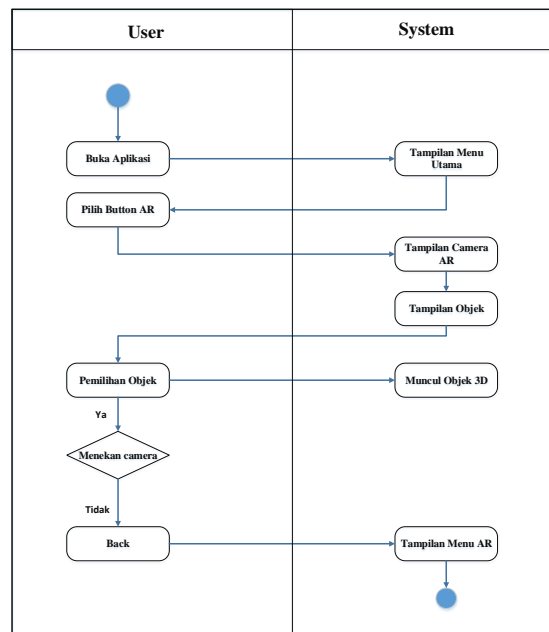 User
System
Buka Aplikasi
Tampilan Menu
Utama
Pilih Button AR
Tampilan Camera
AR
Tampilan Objek
Pemilihan Objek
Muncul Objek 3D
Ya
Menekan camera
Tidak
Back
Tampilan Menu AR